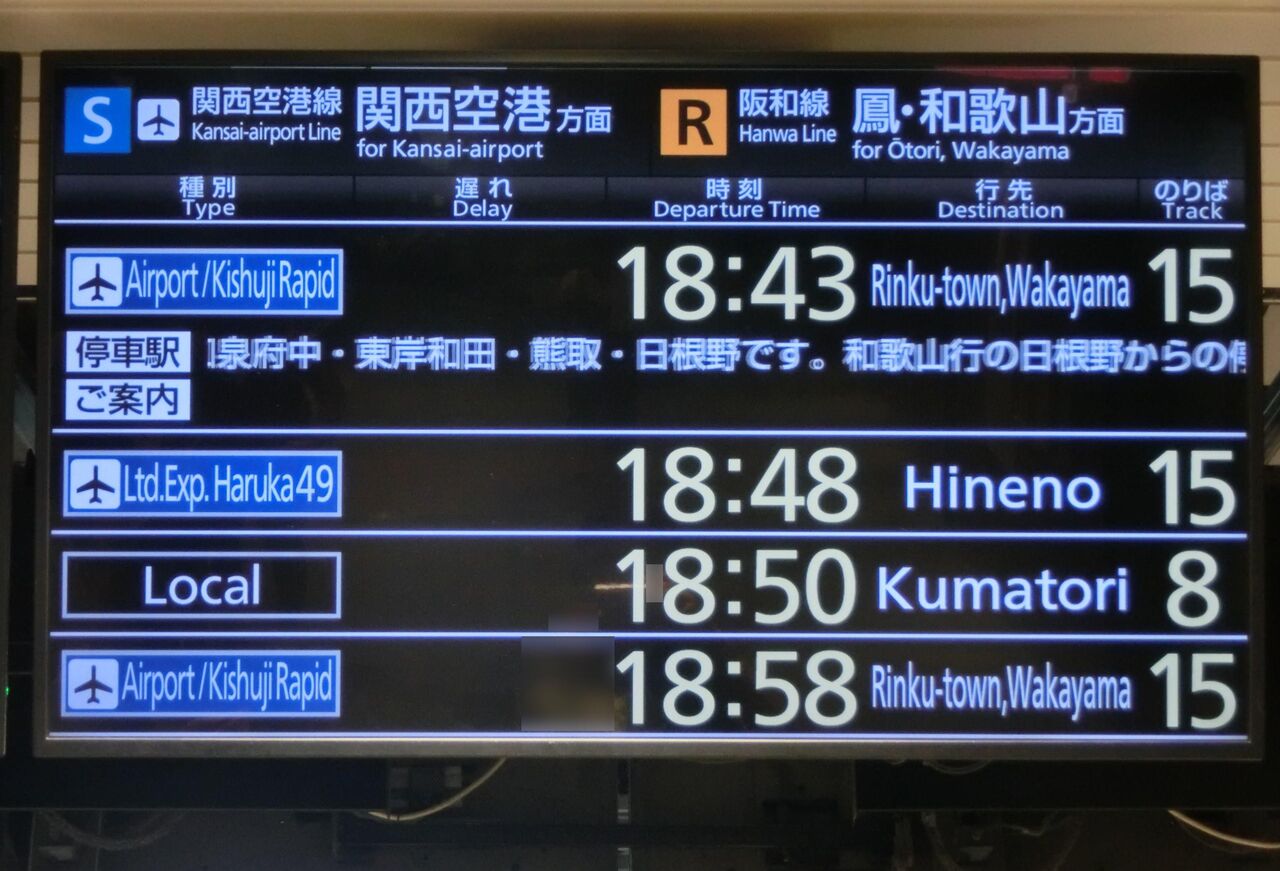 S 関西空港線 関西空港方面 R 阪和線 鳳・和歌山方面
Kansai-airport Line for Kansai-airport Hanwa Line for Ōtori, Wakayama
種別 遅れ 時刻 行先 のりば
Type Delay Departure Time Destination Track
Airport/Kishuji Rapid 18:43 Rinku-town,Wakayama 15
停車駅 泉府中・東岸和田・熊取・日根野です。和歌山行の日根野からの
ご案内
Ltd.Exp. Haruka49 18:48 Hineno 15
Local 18:50 Kumatori 8
Airport/Kishuji Rapid 18:58 Rinku-town,Wakayama 15